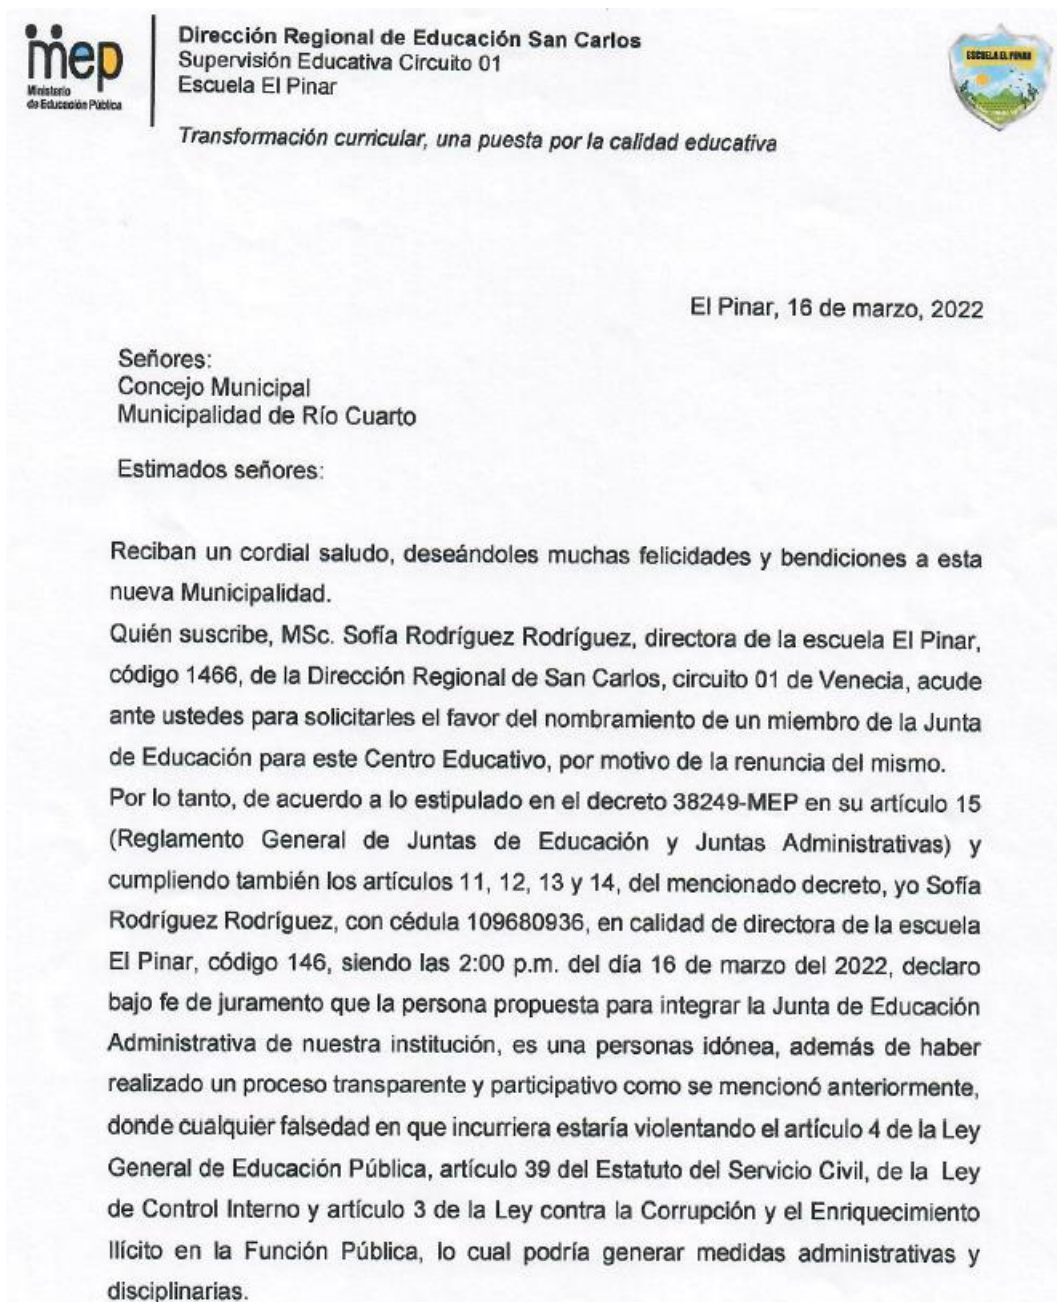 mep
Ministerio
de Educación Pública
Dirección Regional de Educación San Carlos
Supervisión Educativa Circuito 01
Escuela El Pinar
Transformación curricular, una puesta por la calidad educativa
ESCUELA EL PINAR
El Pinar, 16 de marzo, 2022
Señores:
Concejo Municipal
Municipalidad de Río Cuarto
Estimados señores:
Reciban un cordial saludo, deseándoles muchas felicidades y bendiciones a esta
nueva Municipalidad.
Quién suscribe, MSc. Sofía Rodríguez Rodríguez, directora de la escuela El Pinar,
código 1466, de la Dirección Regional de San Carlos, circuito 01 de Venecia, acude
ante ustedes para solicitarles el favor del nombramiento de un miembro de la Junta
de Educación para este Centro Educativo, por motivo de la renuncia del mismo.
Por lo tanto, de acuerdo a lo estipulado en el decreto 38249-MEP en su artículo 15
(Reglamento General de Juntas de Educación y Juntas Administrativas) y
cumpliendo también los artículos 11, 12, 13 y 14, del mencionado decreto, yo Sofía
Rodríguez Rodríguez, con cédula 109680936, en calidad de directora de la escuela
El Pinar, código 146, siendo las 2:00 p.m. del día 16 de marzo del 2022, declaro
bajo fe de juramento que la persona propuesta para integrar la Junta de Educación
Administrativa de nuestra institución, es una personas idónea, además de haber
realizado un proceso transparente y participativo como se mencionó anteriormente,
donde cualquier falsedad en que incurriera estaría violentando el artículo 4 de la Ley
General de Educación Pública, artículo 39 del Estatuto del Servicio Civil, de la Ley
de Control Interno y artículo 3 de la Ley contra la Corrupción y el Enriquecimiento
Ilícito en la Función Pública, lo cual podría generar medidas administrativas y
disciplinarias.